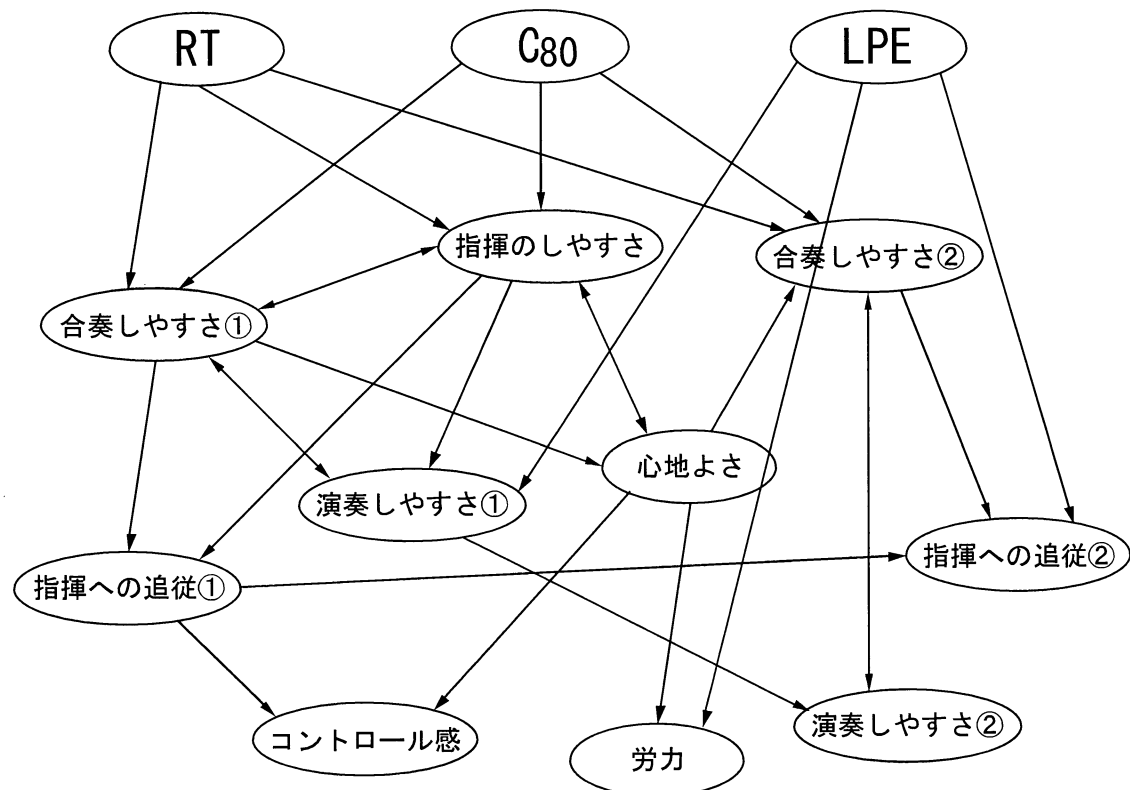 RT
C80
LPE
指揮のしやすさ
合奏しやすさ②
合奏しやすさ①
心地よさ
演奏しやすさ①
指揮への追従②
指揮への追従①
演奏しやすさ②
コントロール感
労力